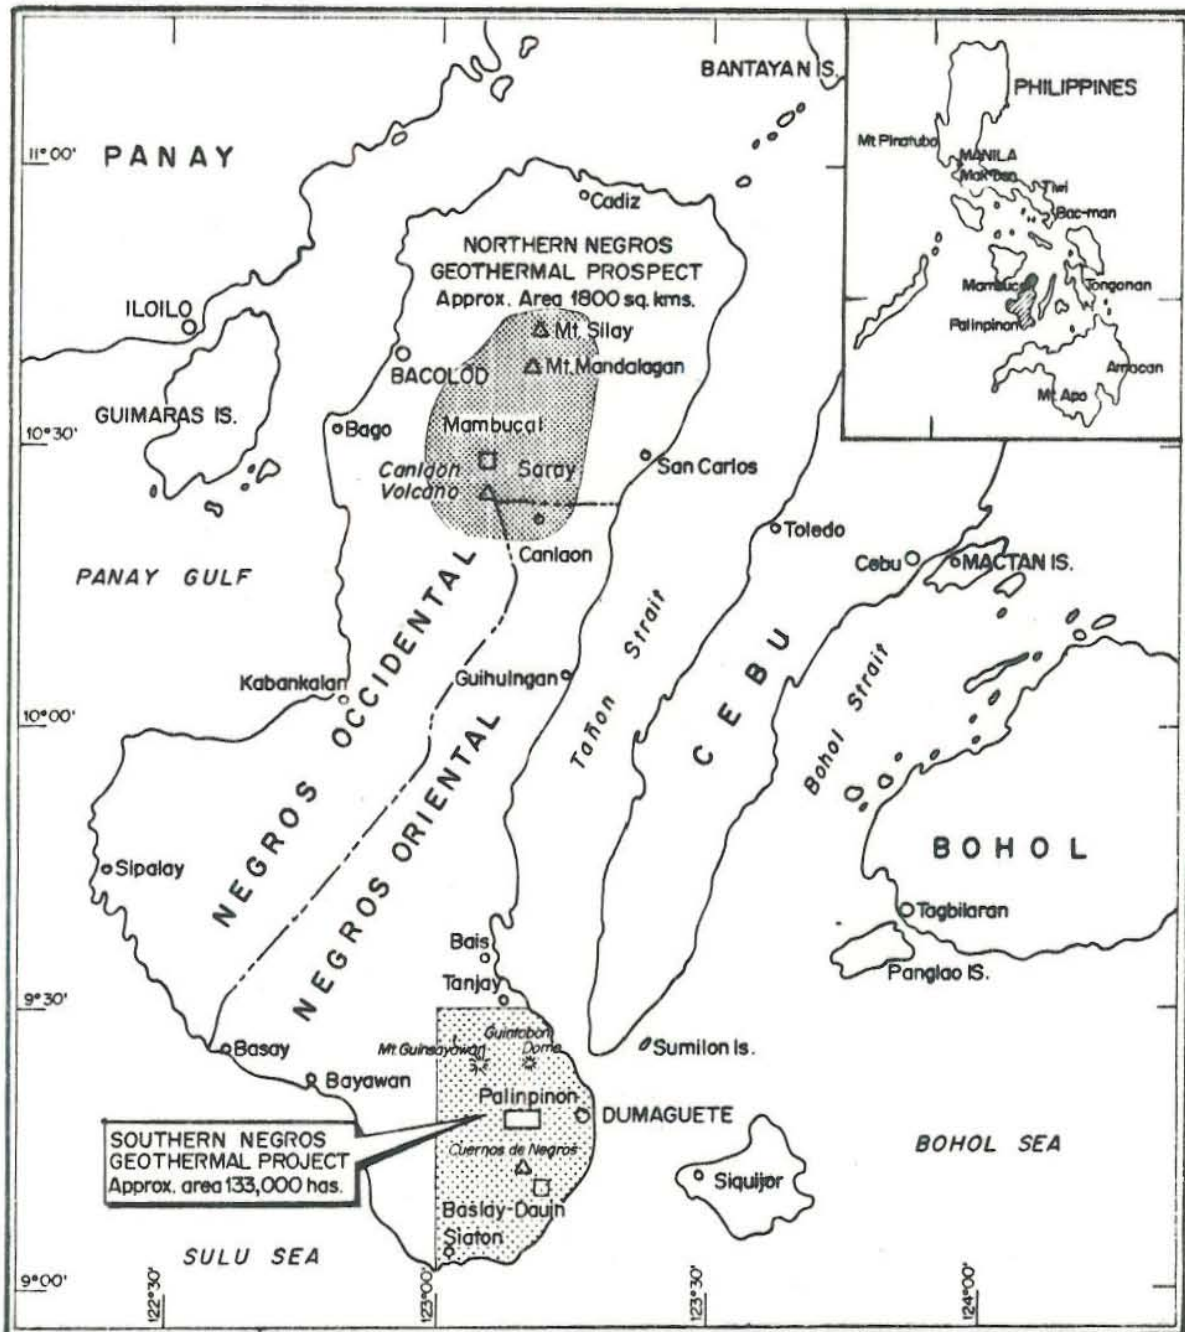 BANTAYAN IS.
PHILIPPINES
Mt Pinatubo
MANILA
Mak-Ban
Tiwi
Bac-man
Mambucal
Tongonan
Palinpinon
Amacan
Mt. Apo
11°00'
PANAY
Cadiz
NORTHERN NEGROS
GEOTHERMAL PROSPECT
Approx. Area 1800 sq. kms.
ILOILO
Mt. Silay
BACOLOD
Mt. Mandalagan
GUIMARAS IS.
10°30'
Bago
Mambucal
Canlaon
Volcano
Saray
San Carlos
Canlaon
Toledo
Cebu
MACTAN IS.
PANAY GULF
Kabankalan
NEGROS OCCIDENTAL
Guihulngan
Tañon Strait
CEBU
Bohol Strait
10°00'
NEGROS ORIENTAL
Sipalay
BOHOL
Tagbilaran
Panglao IS.
Bais
Tanjay
9°30'
Basay
Mt. Guinsayawan
Guintabon
Dome
Sumilon Is.
Bayawan
Palinpinon
DUMAGUETE
SOUTHERN NEGROS
GEOTHERMAL PROJECT
Approx. area 133,000 has.
Cuernos de Negros
BOHOL SEA
Siquijor
Baslay-Dauin
Siaton
SULU SEA
9°00'
122°30'
123°00'
123°30'
124°00'